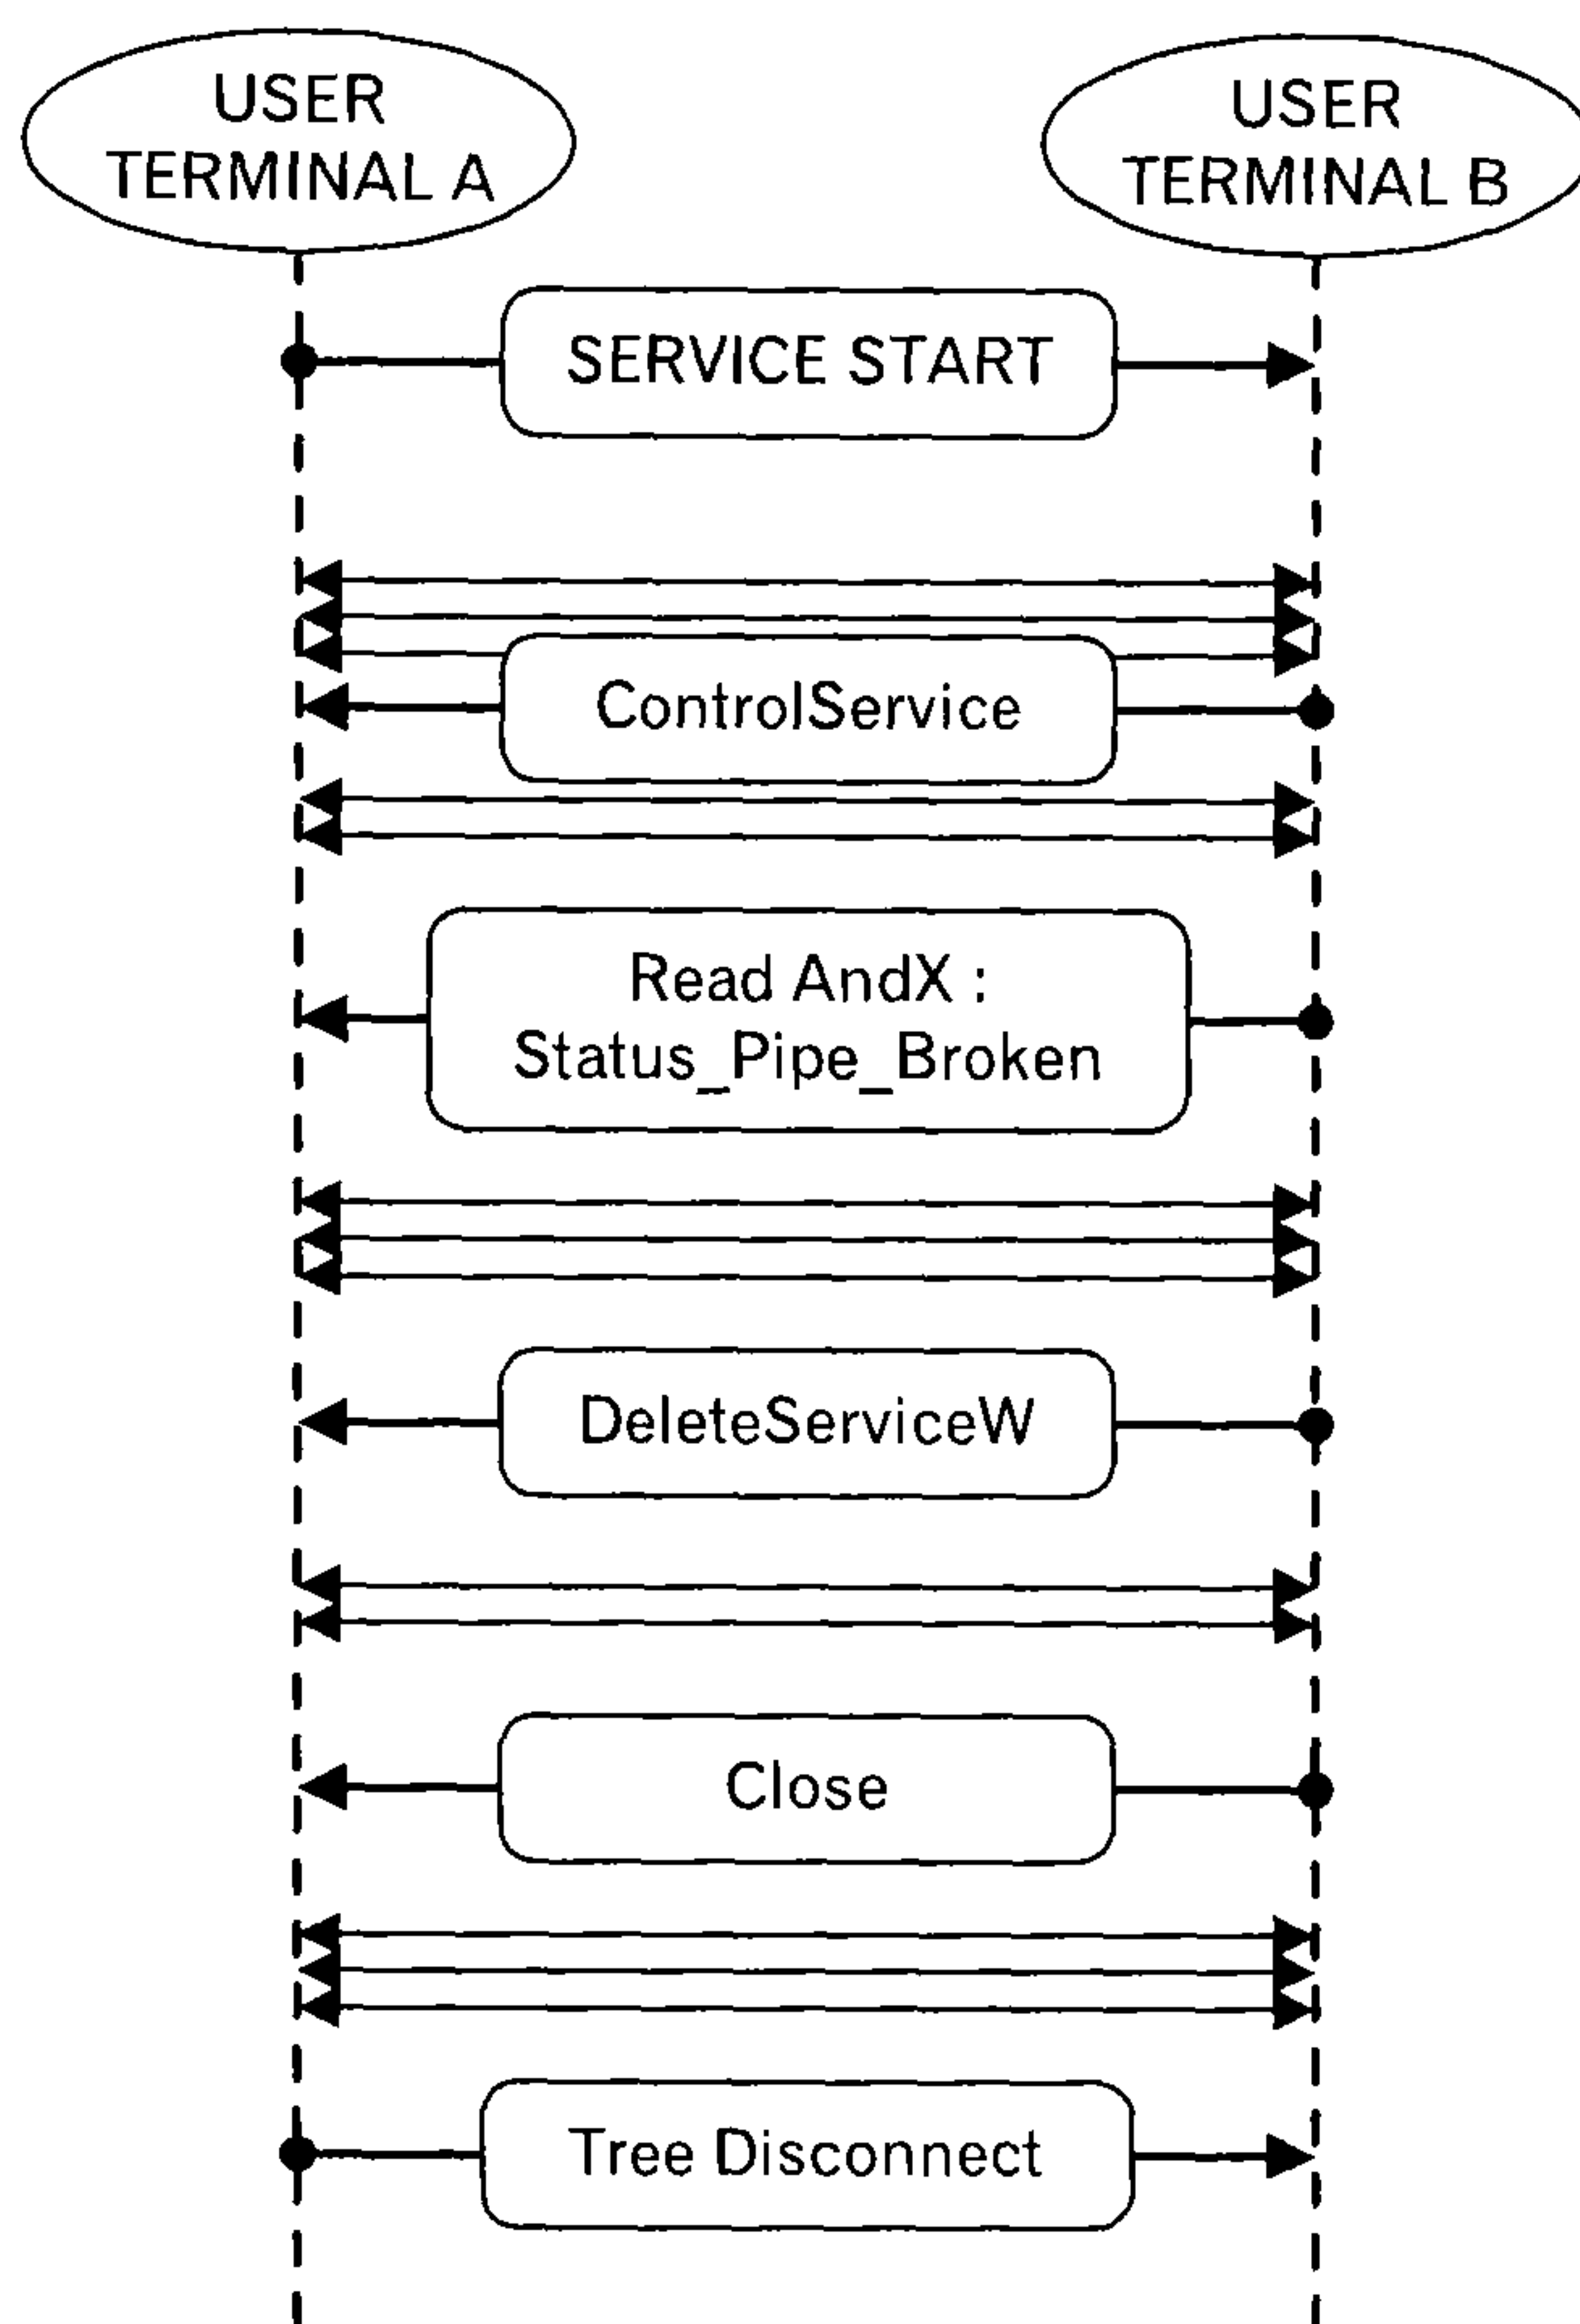 USER
TERMINAL A
USER
TERMINAL B
SERVICE START
ControlService
Read AndX :
Status_Pipe_Broken
DeleteServiceW
Close
Tree Disconnect